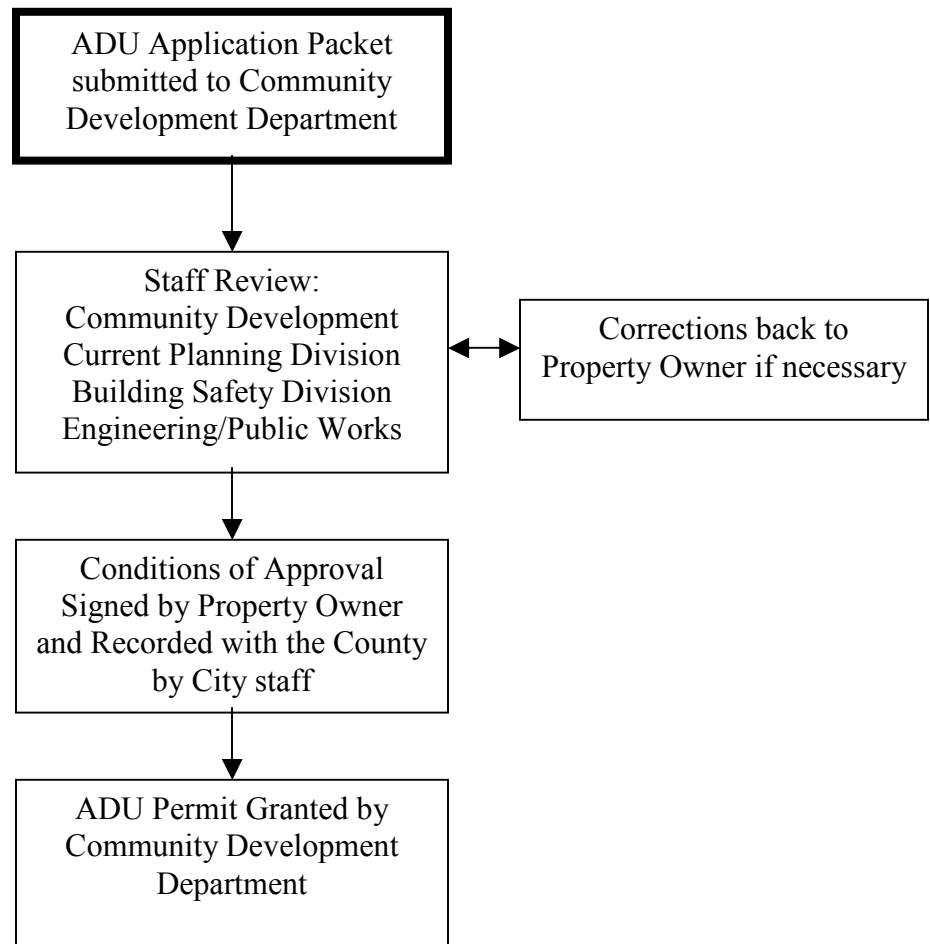 ADU Application Packet
submitted to Community
Development Department
Staff Review:
Community Development
Current Planning Division
Building Safety Division
Engineering/Public Works
Corrections back to
Property Owner if necessary
Conditions of Approval
Signed by Property Owner
and Recorded with the County
by City staff
ADU Permit Granted by
Community Development
Department